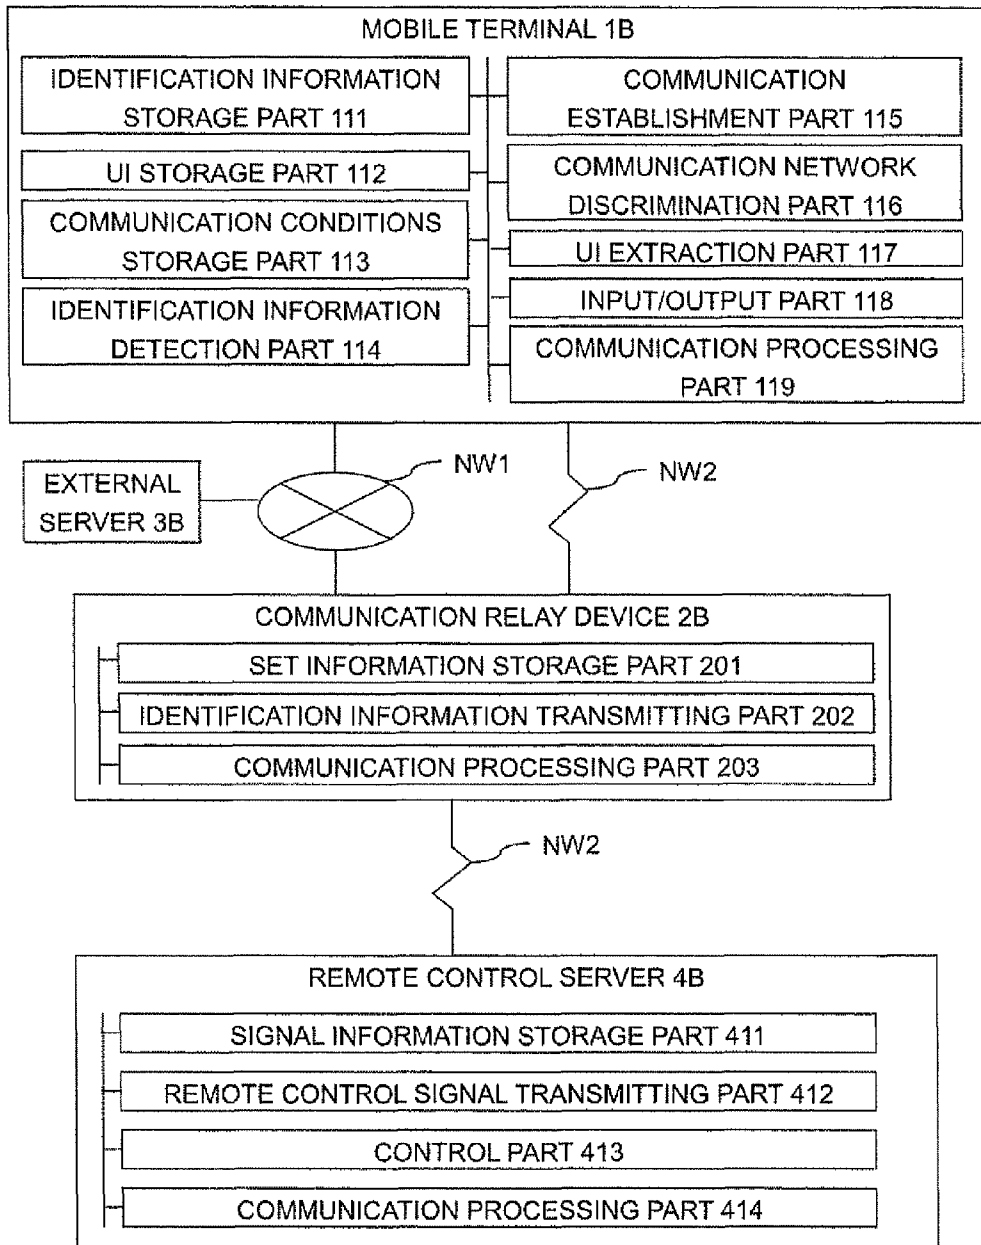 MOBILE TERMINAL 1B
IDENTIFICATION INFORMATION
STORAGE PART 111
UI STORAGE PART 112
COMMUNICATION CONDITIONS
STORAGE PART 113
IDENTIFICATION INFORMATION
DETECTION PART 114
COMMUNICATION
ESTABLISHMENT PART 115
COMMUNICATION NETWORK
DISCRIMINATION PART 116
UI EXTRACTION PART 117
INPUT/OUTPUT PART 118
COMMUNICATION PROCESSING
PART 119
EXTERNAL
SERVER 3B
NW1
NW2
COMMUNICATION RELAY DEVICE 2B
SET INFORMATION STORAGE PART 201
IDENTIFICATION INFORMATION TRANSMITTING PART 202
COMMUNICATION PROCESSING PART 203
NW2
REMOTE CONTROL SERVER 4B
SIGNAL INFORMATION STORAGE PART 411
REMOTE CONTROL SIGNAL TRANSMITTING PART 412
CONTROL PART 413
COMMUNICATION PROCESSING PART 414